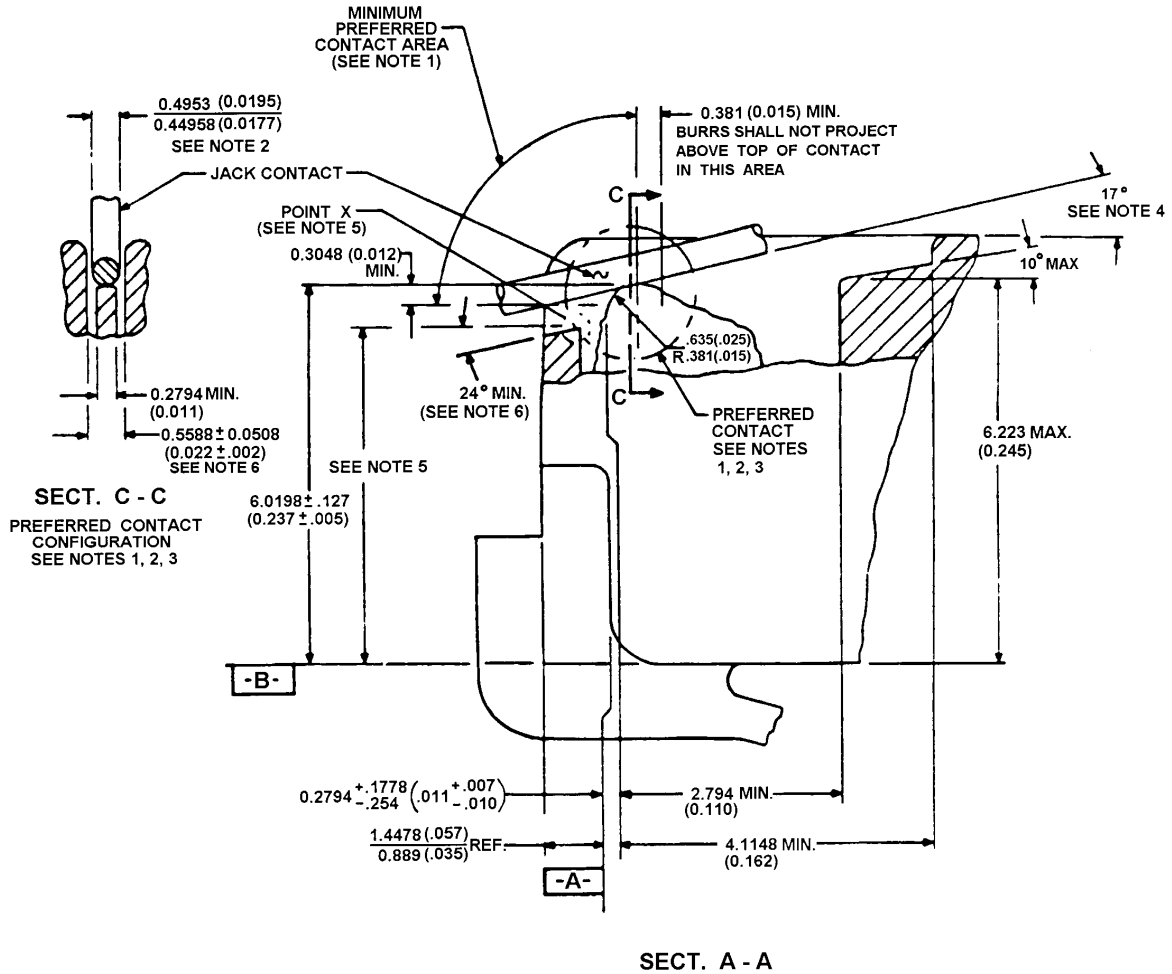 MINIMUM
PREFERRED
CONTACT AREA
(SEE NOTE 1)
0.4953 (0.0195)
0.44958 (0.0177)
SEE NOTE 2
JACK CONTACT
POINT X
(SEE NOTE 5)
0.3048 (0.012)
MIN.
0.381 (0.015) MIN.
BURRS SHALL NOT PROJECT
ABOVE TOP OF CONTACT
IN THIS AREA
C
17°
SEE NOTE 4
10° MAX
.635(.025)
R.381(.015)
C
24° MIN.
(SEE NOTE 6)
PREFERRED
CONTACT
SEE NOTES
1, 2, 3
0.2794 MIN.
(0.011)
0.5588 ± 0.0508
(0.022 ± .002)
SEE NOTE 6
SECT. C - C
PREFERRED CONTACT
CONFIGURATION
SEE NOTES 1, 2, 3
SEE NOTE 5
6.0198 ± .127
(0.237 ± .005)
6.223 MAX.
(0.245)
-B-
0.2794 +.1778 -.254 (.011 +.007 -.010)
2.794 MIN.
(0.110)
1.4478 (.057)
0.889 (.035) REF.
4.1148 MIN.
(0.162)
-A-
SECT. A - A